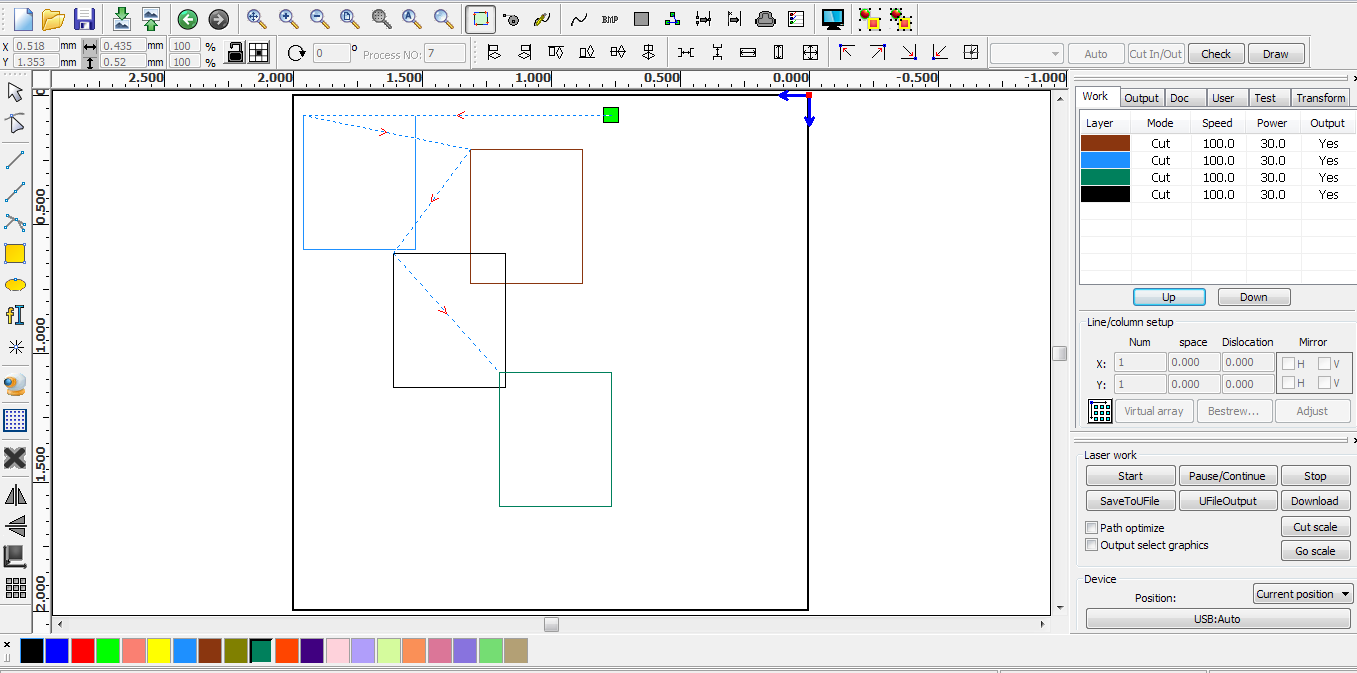 BMP
X 0.518 mm 0.435 mm 100 %
Y 1.353 mm 0.52 mm 100 %
0 ° Process NO: 7
Auto Cut In/Out Check Draw
2.500 2.000 1.500 1.000 0.500 0.000 -0.500 -1.000
0
0.500
1.000
1.500
2.000
Work Output Doc User Test Transform
Layer Mode Speed Power Output
Cut 100.0 30.0 Yes
Cut 100.0 30.0 Yes
Cut 100.0 30.0 Yes
Cut 100.0 30.0 Yes
Up Down
Line/column setup
Num space Dislocation Mirror
X: 1 0.000 0.000 H V
Y: 1 0.000 0.000 H V
Virtual array Bestrew... Adjust
Laser work
Start Pause/Continue Stop
SaveToUFile UFileOutput Download
Path optimize Cut scale
Output select graphics Go scale
Device
Position: Current position
USB:Auto